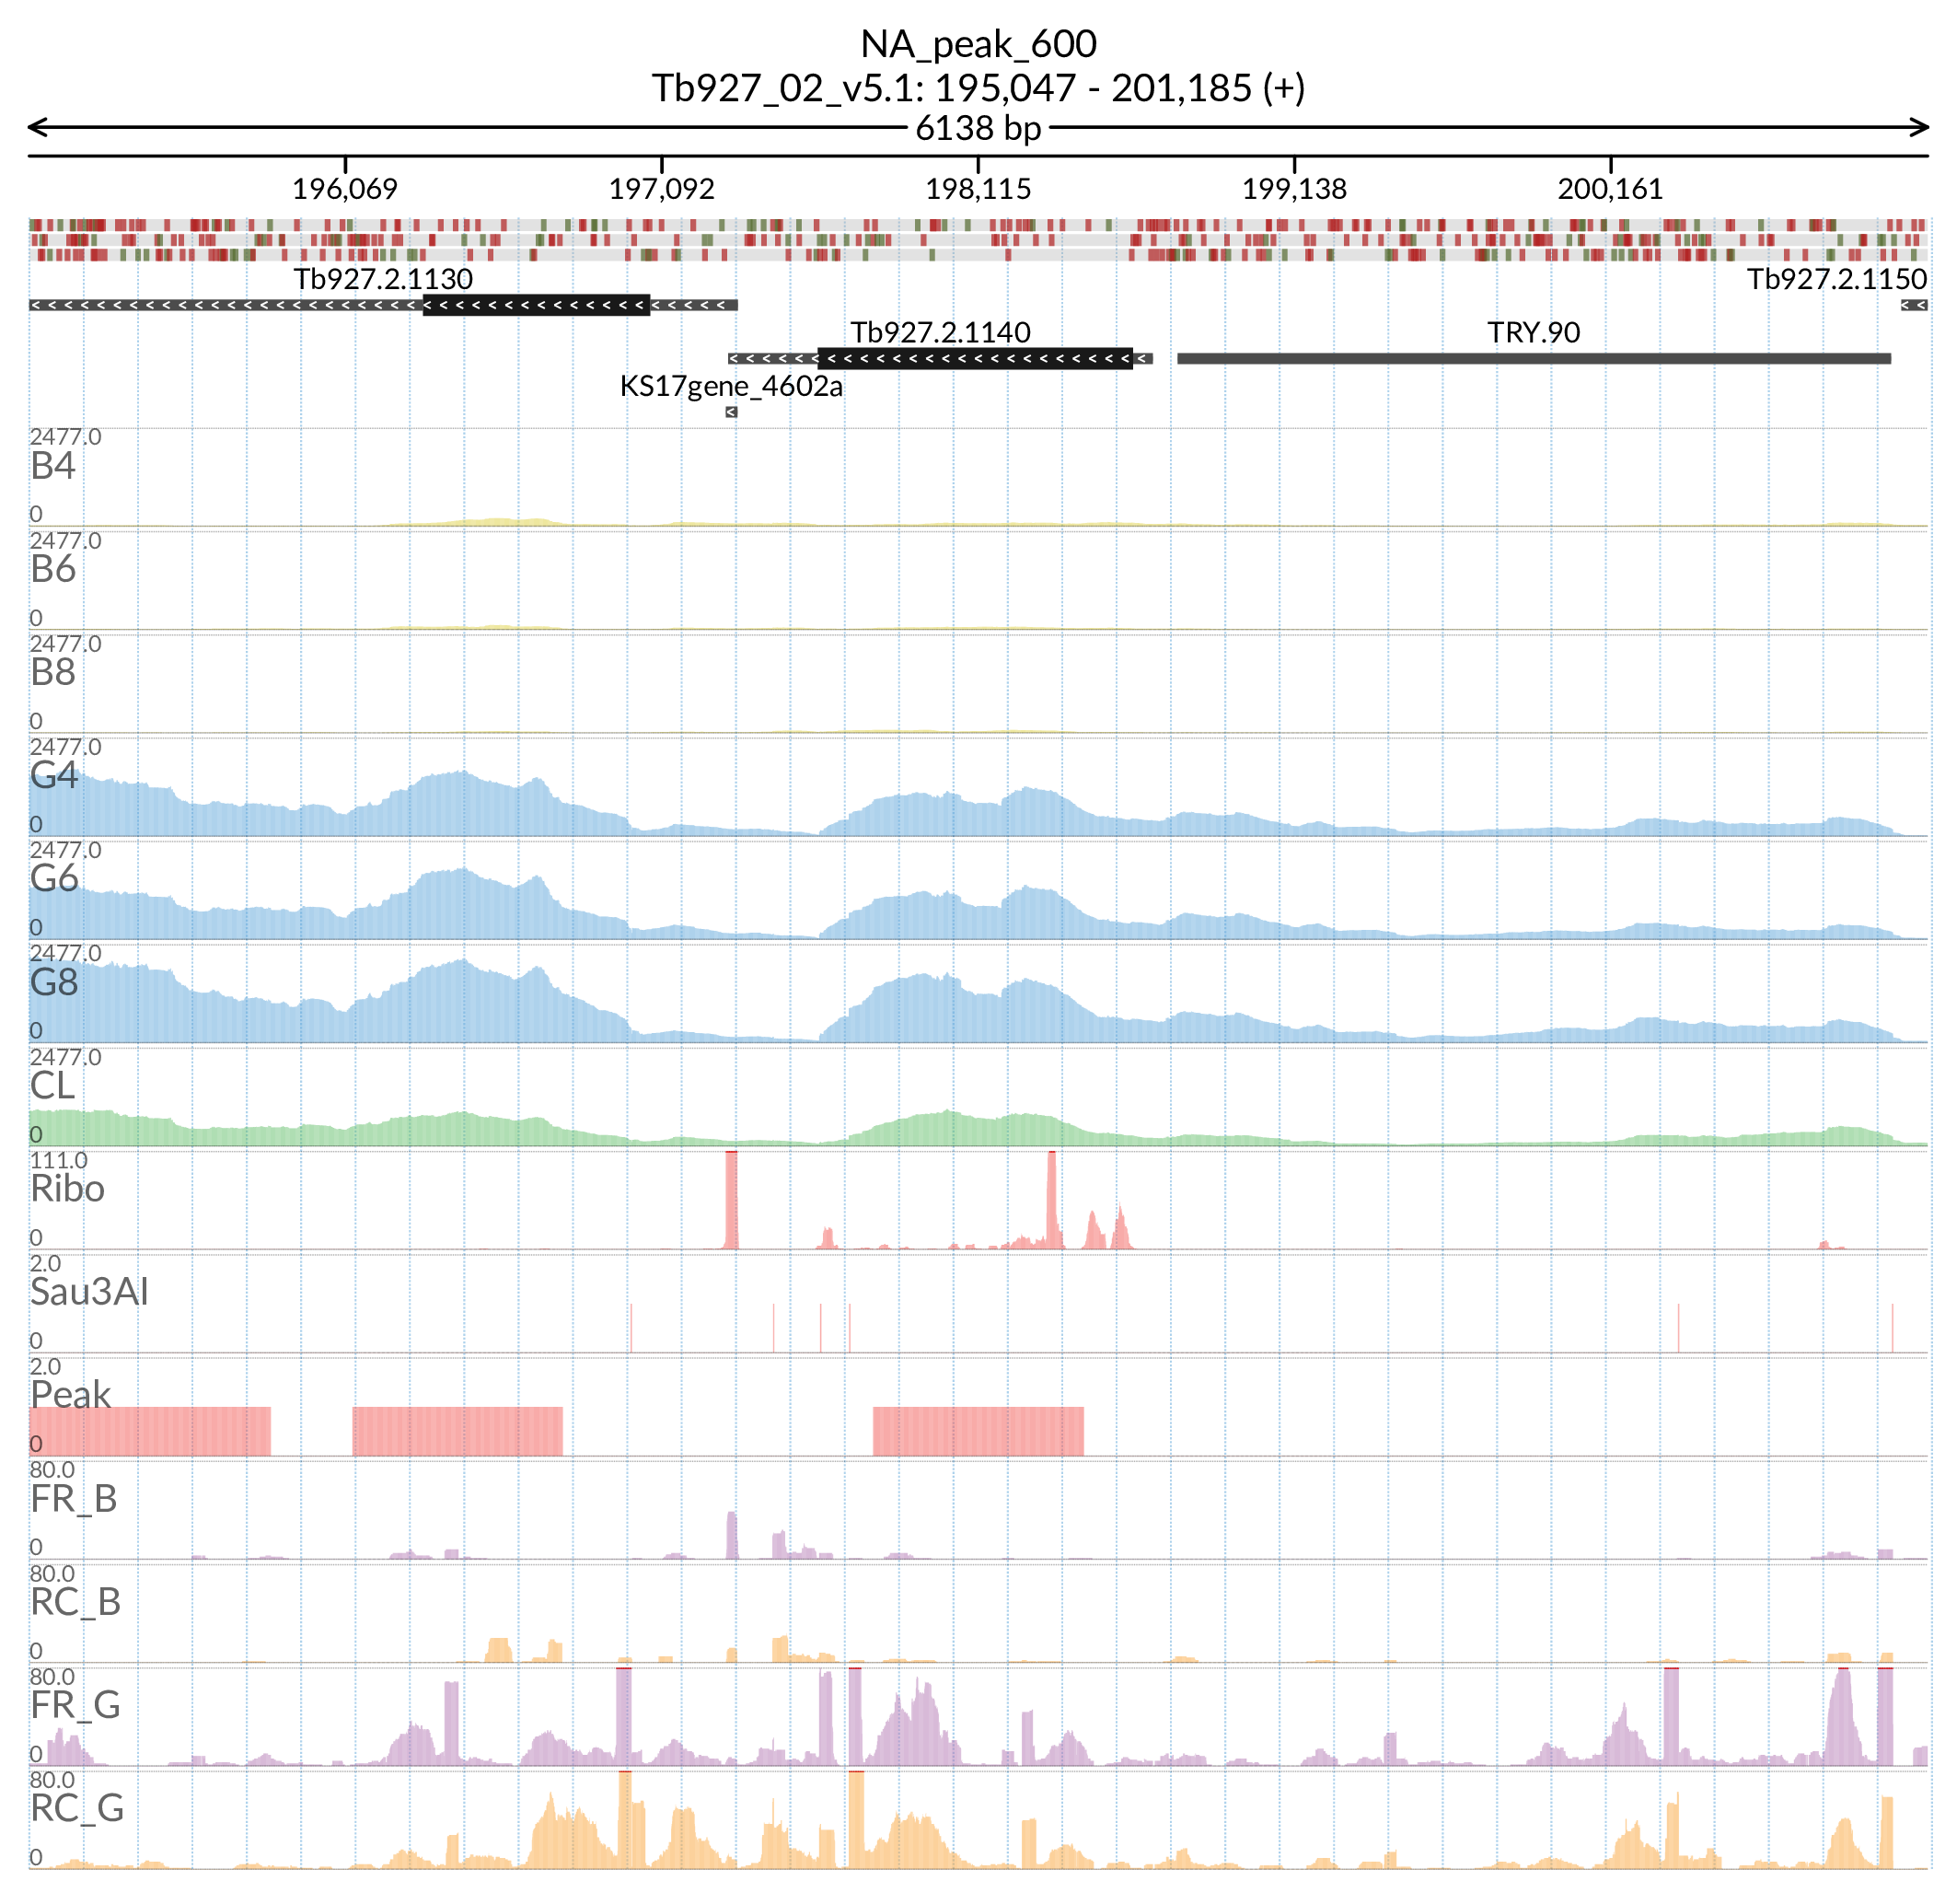 NA_peak_600
Tb927_02_v5.1: 195,047 - 201,185 (+)
6138 bp
196,069 197,092 198,115 199,138 200,161
Tb927.2.1130 Tb927.2.1150
Tb927.2.1140 TRY.90
KS17gene_4602a
2477.0
B4
0
2477.0
B6
0
2477.0
B8
0
2477.0
G4
0
2477.0
G6
0
2477.0
G8
0
2477.0
CL
0
111.0
Ribo
0
2.0
Sau3AI
0
2.0
Peak
0
80.0
FR_B
0
80.0
RC_B
0
80.0
FR_G
0
80.0
RC_G
0